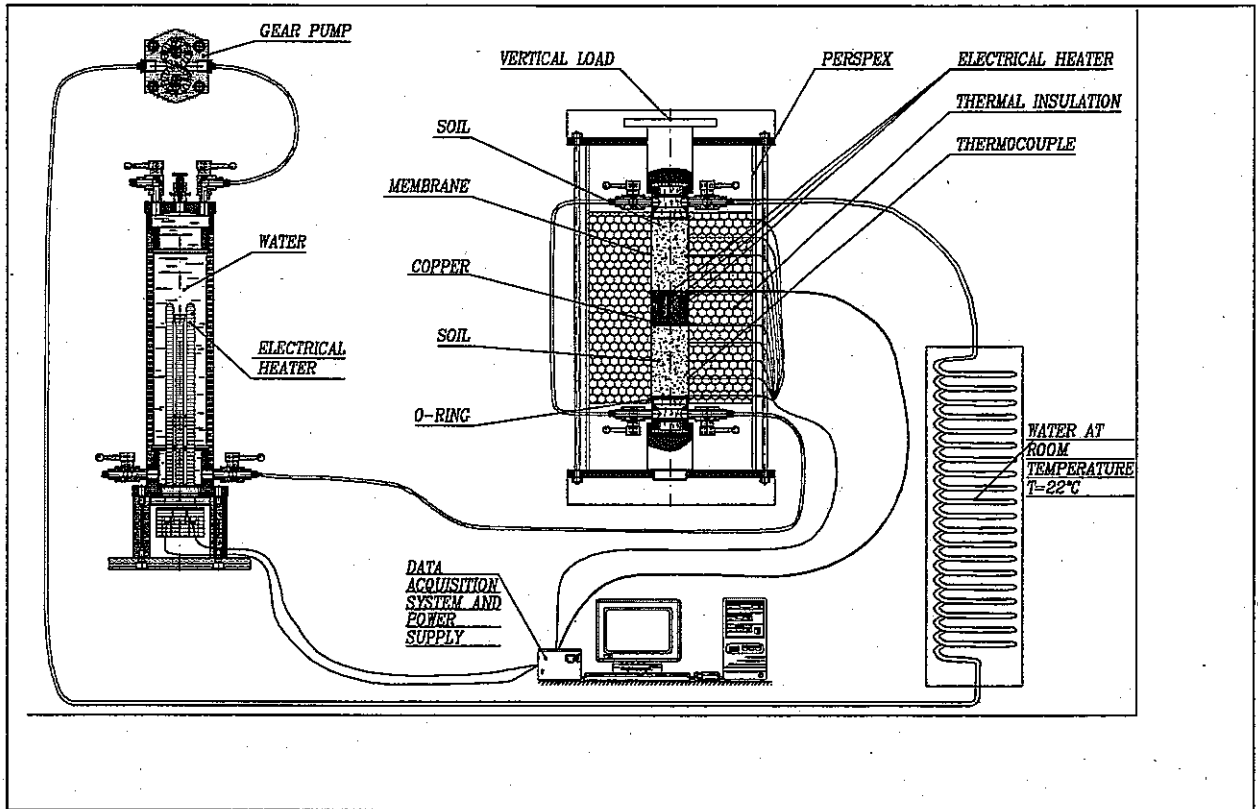 GEAR PUMP
VERTICAL LOAD
PERSPEX
ELECTRICAL HEATER
THERMAL INSULATION
SOIL
THERMOCOUPLE
MEMBRANE
WATER
COPPER
SOIL
ELECTRICAL
HEATER
O-RING
WATER AT
ROOM
TEMPERATURE
T=22°C
DATA
ACQUISITION
SYSTEM AND
POWER
SUPPLY